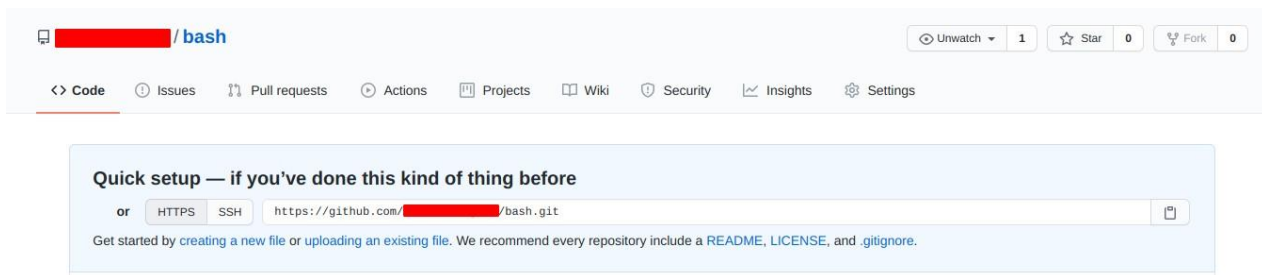 / bash
Unwatch 1 Star 0 Fork 0
<> Code Issues Pull requests Actions Projects Wiki Security Insights Settings
Quick setup — if you’ve done this kind of thing before
or HTTPS SSH https://github.com/ /bash.git
Get started by creating a new file or uploading an existing file. We recommend every repository include a README, LICENSE, and .gitignore.